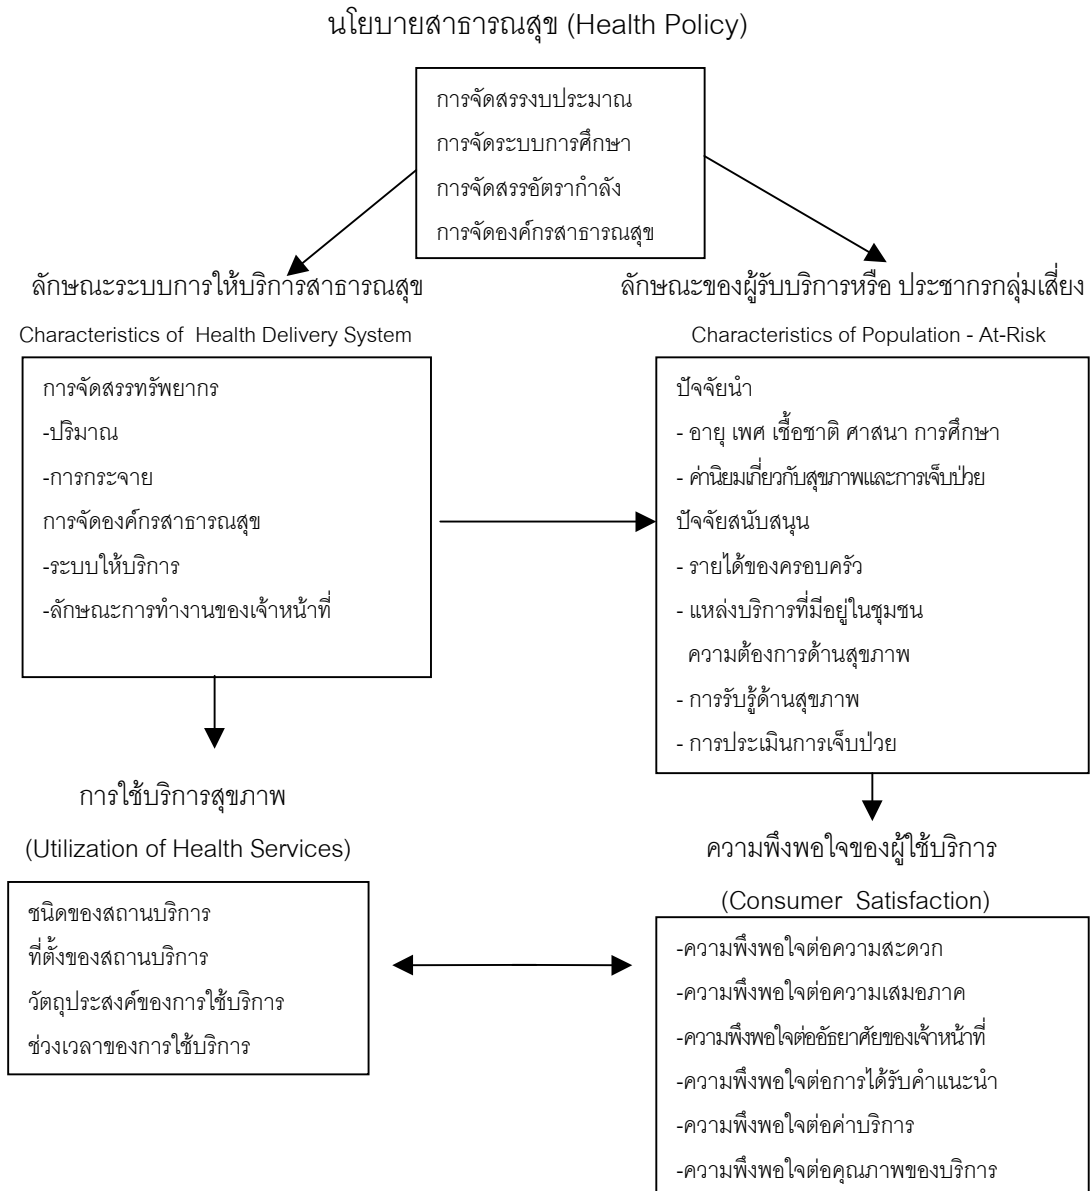 นโยบายสาธารณสุข (Health Policy)
การจัดสรรงบประมาณ
การจัดระบบการศึกษา
การจัดสรรอัตรากำลัง
การจัดองค์กรสาธารณสุข
ลักษณะระบบการให้บริการสาธารณสุข
Characteristics of Health Delivery System
การจัดสรรทรัพยากร
-ปริมาณ
-การกระจาย
การจัดองค์กรสาธารณสุข
-ระบบให้บริการ
-ลักษณะการทำงานของเจ้าหน้าที่
ลักษณะของผู้รับบริการหรือ ประชากรกลุ่มเสี่ยง
Characteristics of Population - At-Risk
ปัจจัยนำ
- อายุ เพศ เชื้อชาติ ศาสนา การศึกษา
- ค่านิยมเกี่ยวกับสุขภาพและการเจ็บป่วย
ปัจจัยสนับสนุน
- รายได้ของครอบครัว
- แหล่งบริการที่มีอยู่ในชุมชน
ความต้องการด้านสุขภาพ
- การรับรู้ด้านสุขภาพ
- การประเมินการเจ็บป่วย
การใช้บริการสุขภาพ
(Utilization of Health Services)
ชนิดของสถานบริการ
ที่ตั้งของสถานบริการ
วัตถุประสงค์ของการใช้บริการ
ช่วงเวลาของการใช้บริการ
ความพึงพอใจของผู้ใช้บริการ
(Consumer Satisfaction)
-ความพึงพอใจต่อความสะดวก
-ความพึงพอใจต่อความเสมอภาค
-ความพึงพอใจต่ออัธยาศัยของเจ้าหน้าที่
-ความพึงพอใจต่อการได้รับคำแนะนำ
-ความพึงพอใจต่อค่าบริการ
-ความพึงพอใจต่อคุณภาพของบริการ